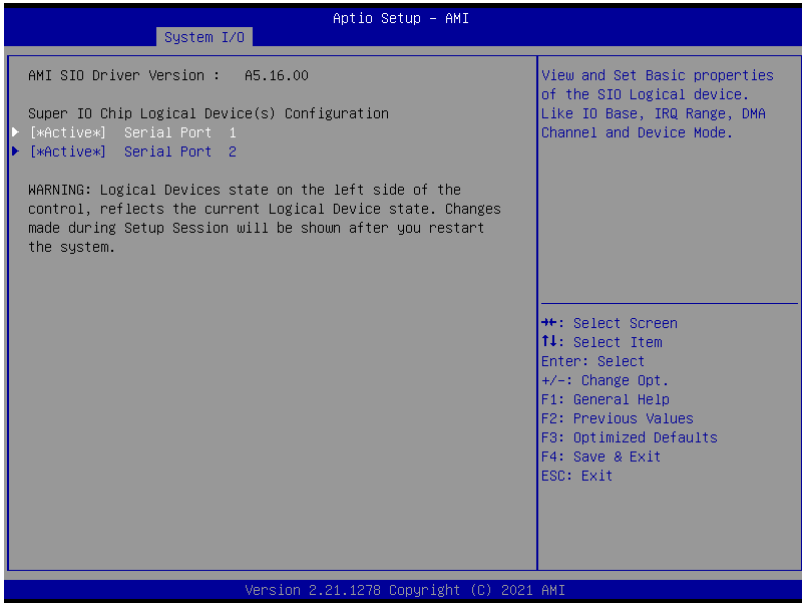 Aptio Setup – AMI
System I/O
AMI SIO Driver Version :   A5.16.00
Super IO Chip Logical Device(s) Configuration
▶ [*Active*]  Serial Port  1
▶ [*Active*]  Serial Port  2
WARNING: Logical Devices state on the left side of the
control, reflects the current Logical Device state. Changes
made during Setup Session will be shown after you restart
the system.
View and Set Basic properties
of the SIO Logical device.
Like IO Base, IRQ Range, DMA
Channel and Device Mode.
→←: Select Screen
↑↓: Select Item
Enter: Select
+/-: Change Opt.
F1: General Help
F2: Previous Values
F3: Optimized Defaults
F4: Save & Exit
ESC: Exit
Version 2.21.1278 Copyright (C) 2021 AMI